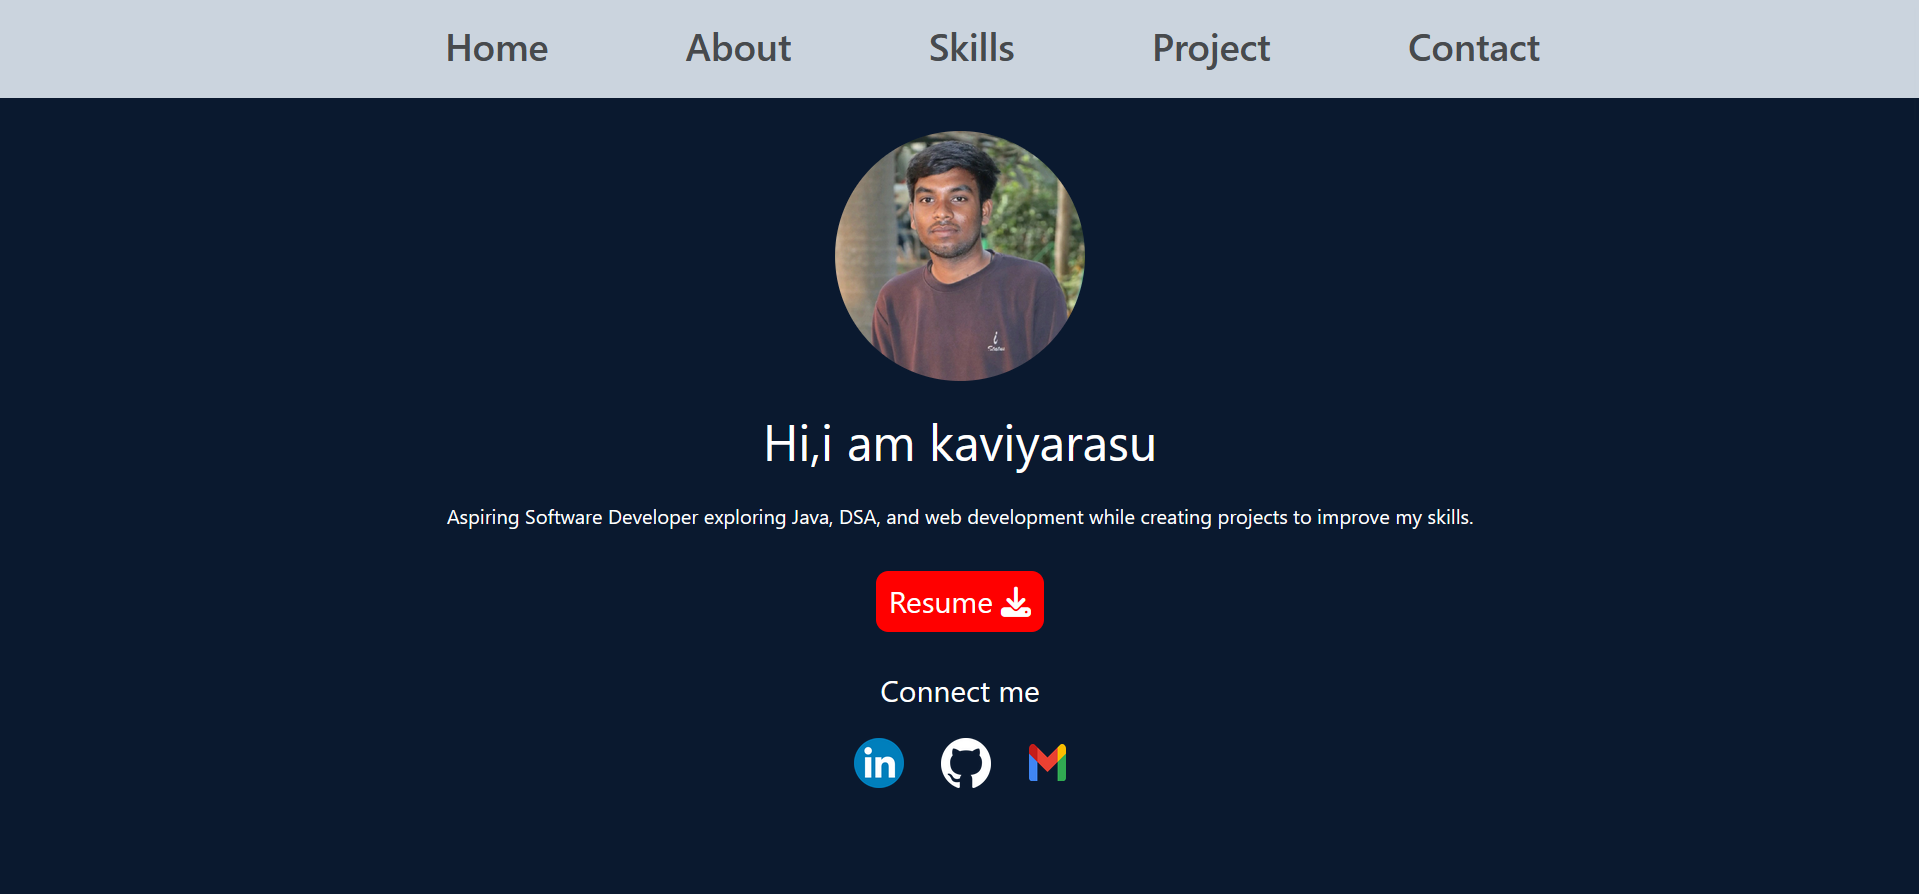 Home About Skills Project Contact
Hi,i am kaviyarasu
Aspiring Software Developer exploring Java, DSA, and web development while creating projects to improve my skills.
Resume
Connect me
in